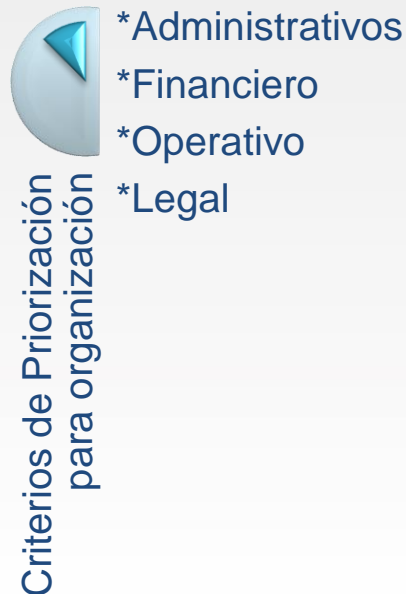 *Administrativos
*Financiero
*Operativo
*Legal
Criterios de Priorización
para organización